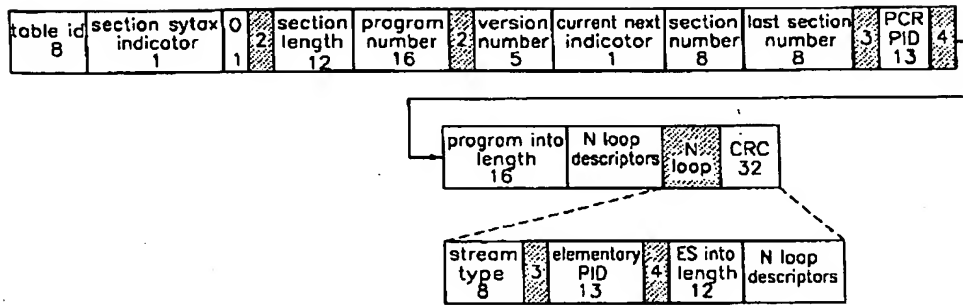 table id
8
section sytax
indicator
1
0
1
2
section
length
12
program
number
16
2
version
number
5
current next
indicator
1
section
number
8
last section
number
8
3
PCR
PID
13
4
program into
length
16
N loop
descriptors
N
loop
CRC
32
stream
type
8
3
elementary
PID
13
4
ES into
length
12
N loop
descriptors